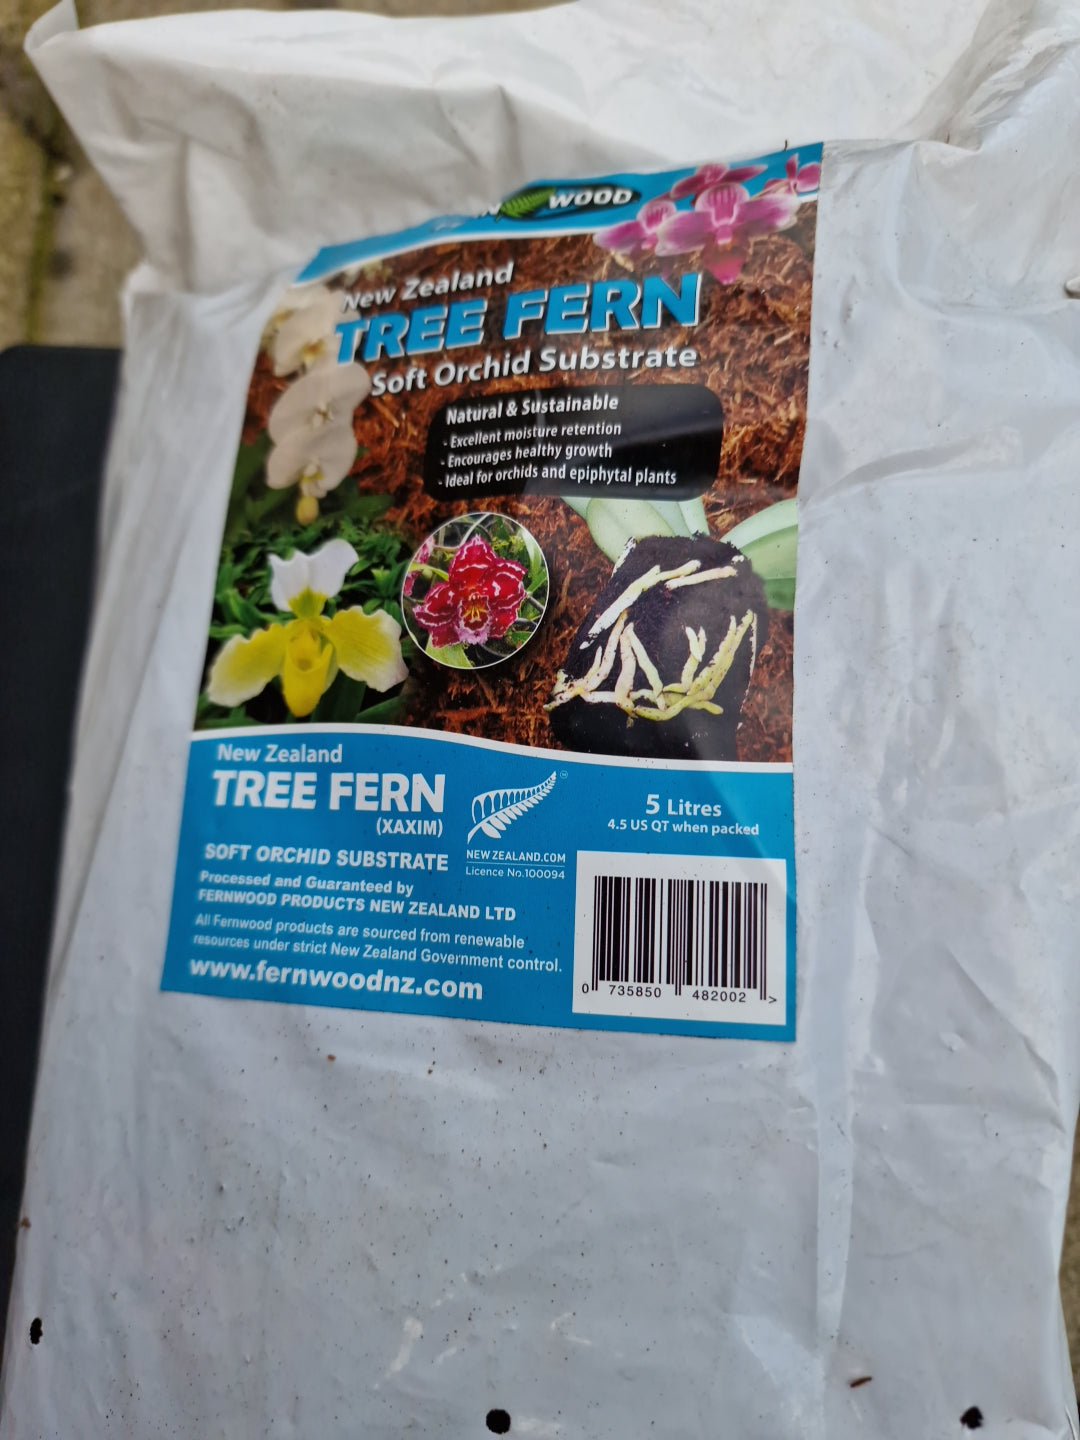 WOOD
New Zealand
TREE FERN
Soft Orchid Substrate
Natural & Sustainable
- Excellent moisture retention
- Encourages healthy growth
- Ideal for orchids and epiphytal plants
New Zealand
TREE FERN
(XAXIM)
SOFT ORCHID SUBSTRATE
Processed and Guaranteed by
FERNWOOD PRODUCTS NEW ZEALAND LTD
All Fernwood products are sourced from renewable
resources under strict New Zealand Government control.
www.fernwoodnz.com
NEWZEALAND.COM
Licence No.100094
5 Litres
4.5 US QT when packed
0 735850 482002 >